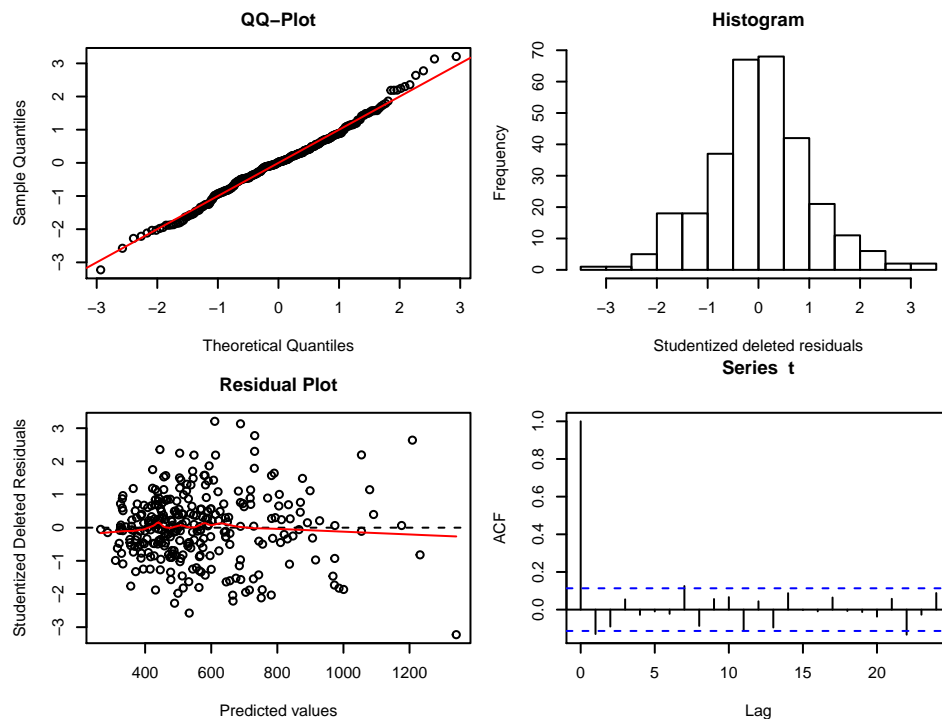 QQ−Plot
Sample Quantiles
−3 −2 −1 0 1 2 3
−3 −2 −1 0 1 2 3
Theoretical Quantiles
Histogram
Frequency
0 10 20 30 40 50 60 70
−3 −2 −1 0 1 2 3
Studentized deleted residuals
Residual Plot
Studentized Deleted Residuals
−3 −2 −1 0 1 2 3
400 600 800 1000 1200
Predicted values
Series t
ACF
0.0 0.2 0.4 0.6 0.8 1.0
0 5 10 15 20
Lag